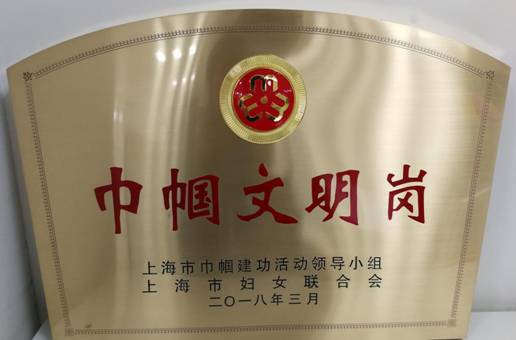 巾帼文明岗
上海市巾帼建功活动领导小组
上海市妇女联合会
二〇一八年三月